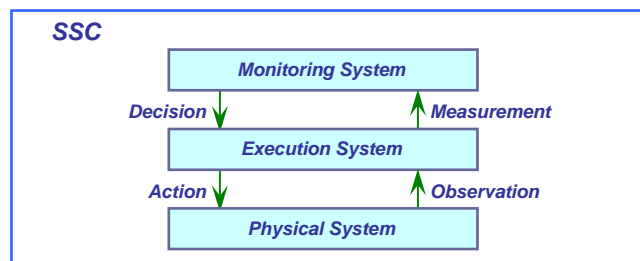 SSC
Monitoring System
Decision
Measurement
Execution System
Action
Observation
Physical System